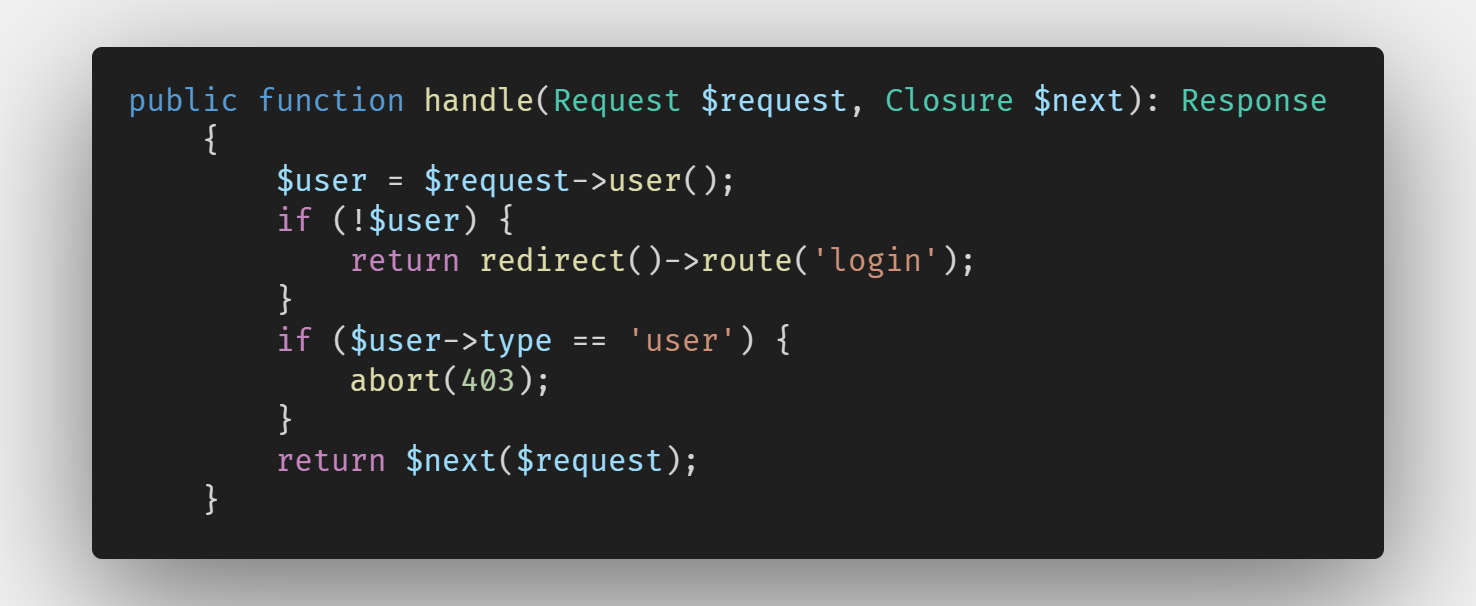 public function handle(Request $request, Closure $next): Response
    {
        $user = $request->user();
        if (!$user) {
            return redirect()->route('login');
        }
        if ($user->type == 'user') {
            abort(403);
        }
        return $next($request);
    }